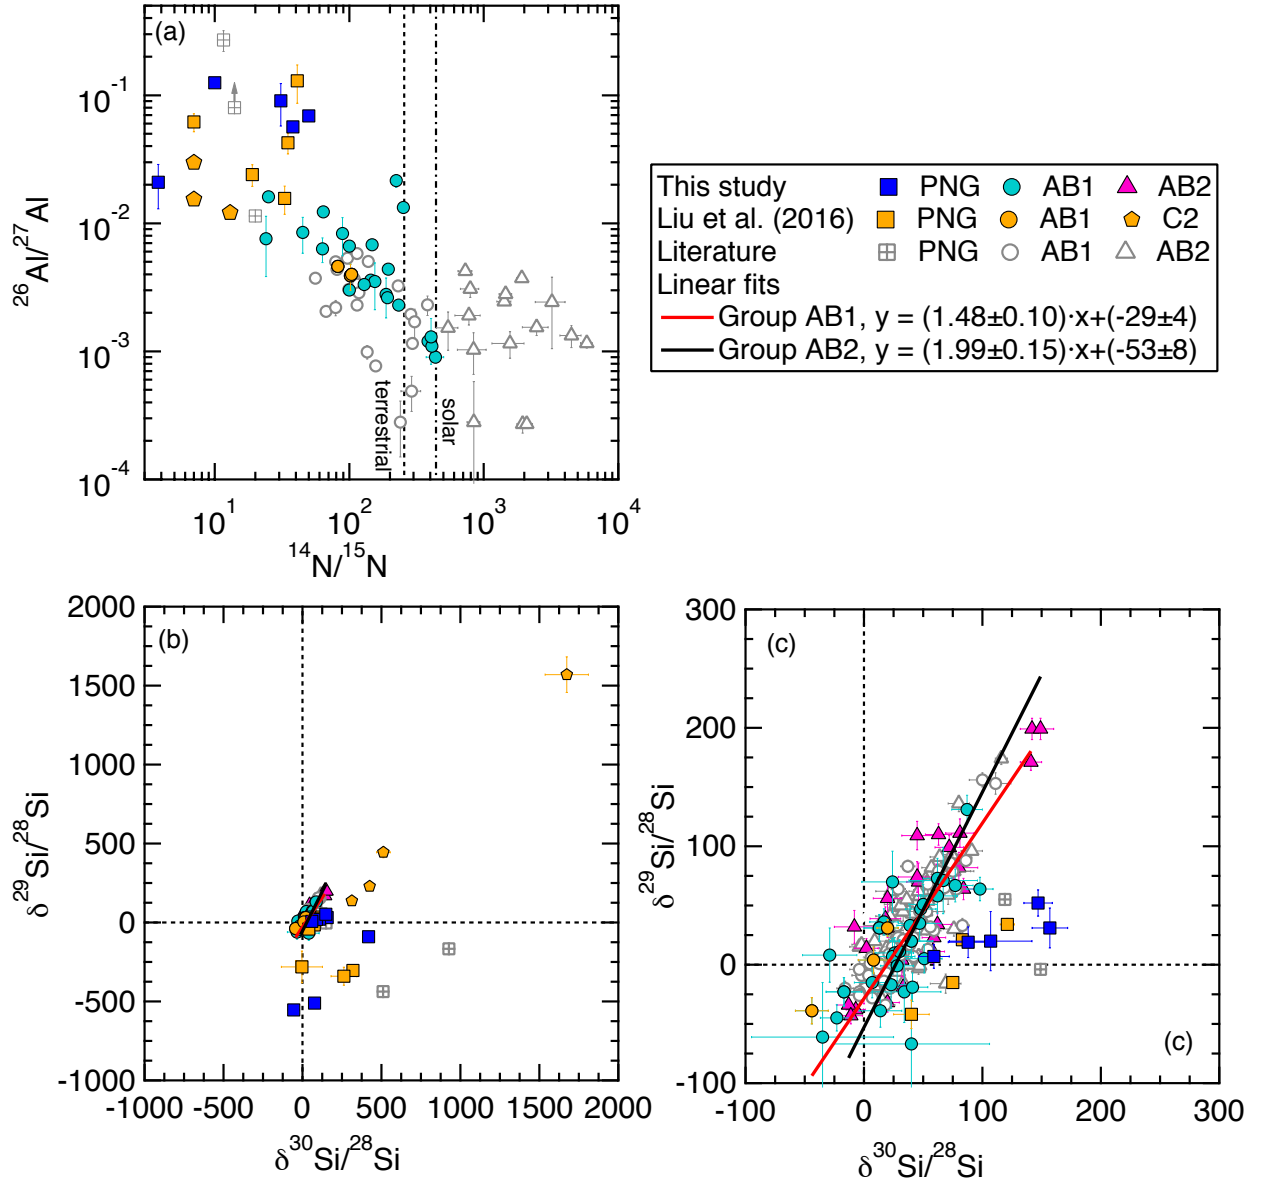 (a)
10^-1
10^-2
10^-3
10^-4
^26Al/^27Al
terrestrial
solar
10^1 10^2 10^3 10^4
^14N/^15N
This study PNG AB1 AB2
Liu et al. (2016) PNG AB1 C2
Literature PNG AB1 AB2
Linear fits
Group AB1, y = (1.48±0.10)·x+(-29±4)
Group AB2, y = (1.99±0.15)·x+(-53±8)
(b)
2000
1500
1000
500
0
-500
-1000
δ^29Si/^28Si
-1000 -500 0 500 1000 1500 2000
δ^30Si/^28Si
(c)
300
200
100
0
-100
δ^29Si/^28Si
(c)
-100 0 100 200 300
δ^30Si/^28Si